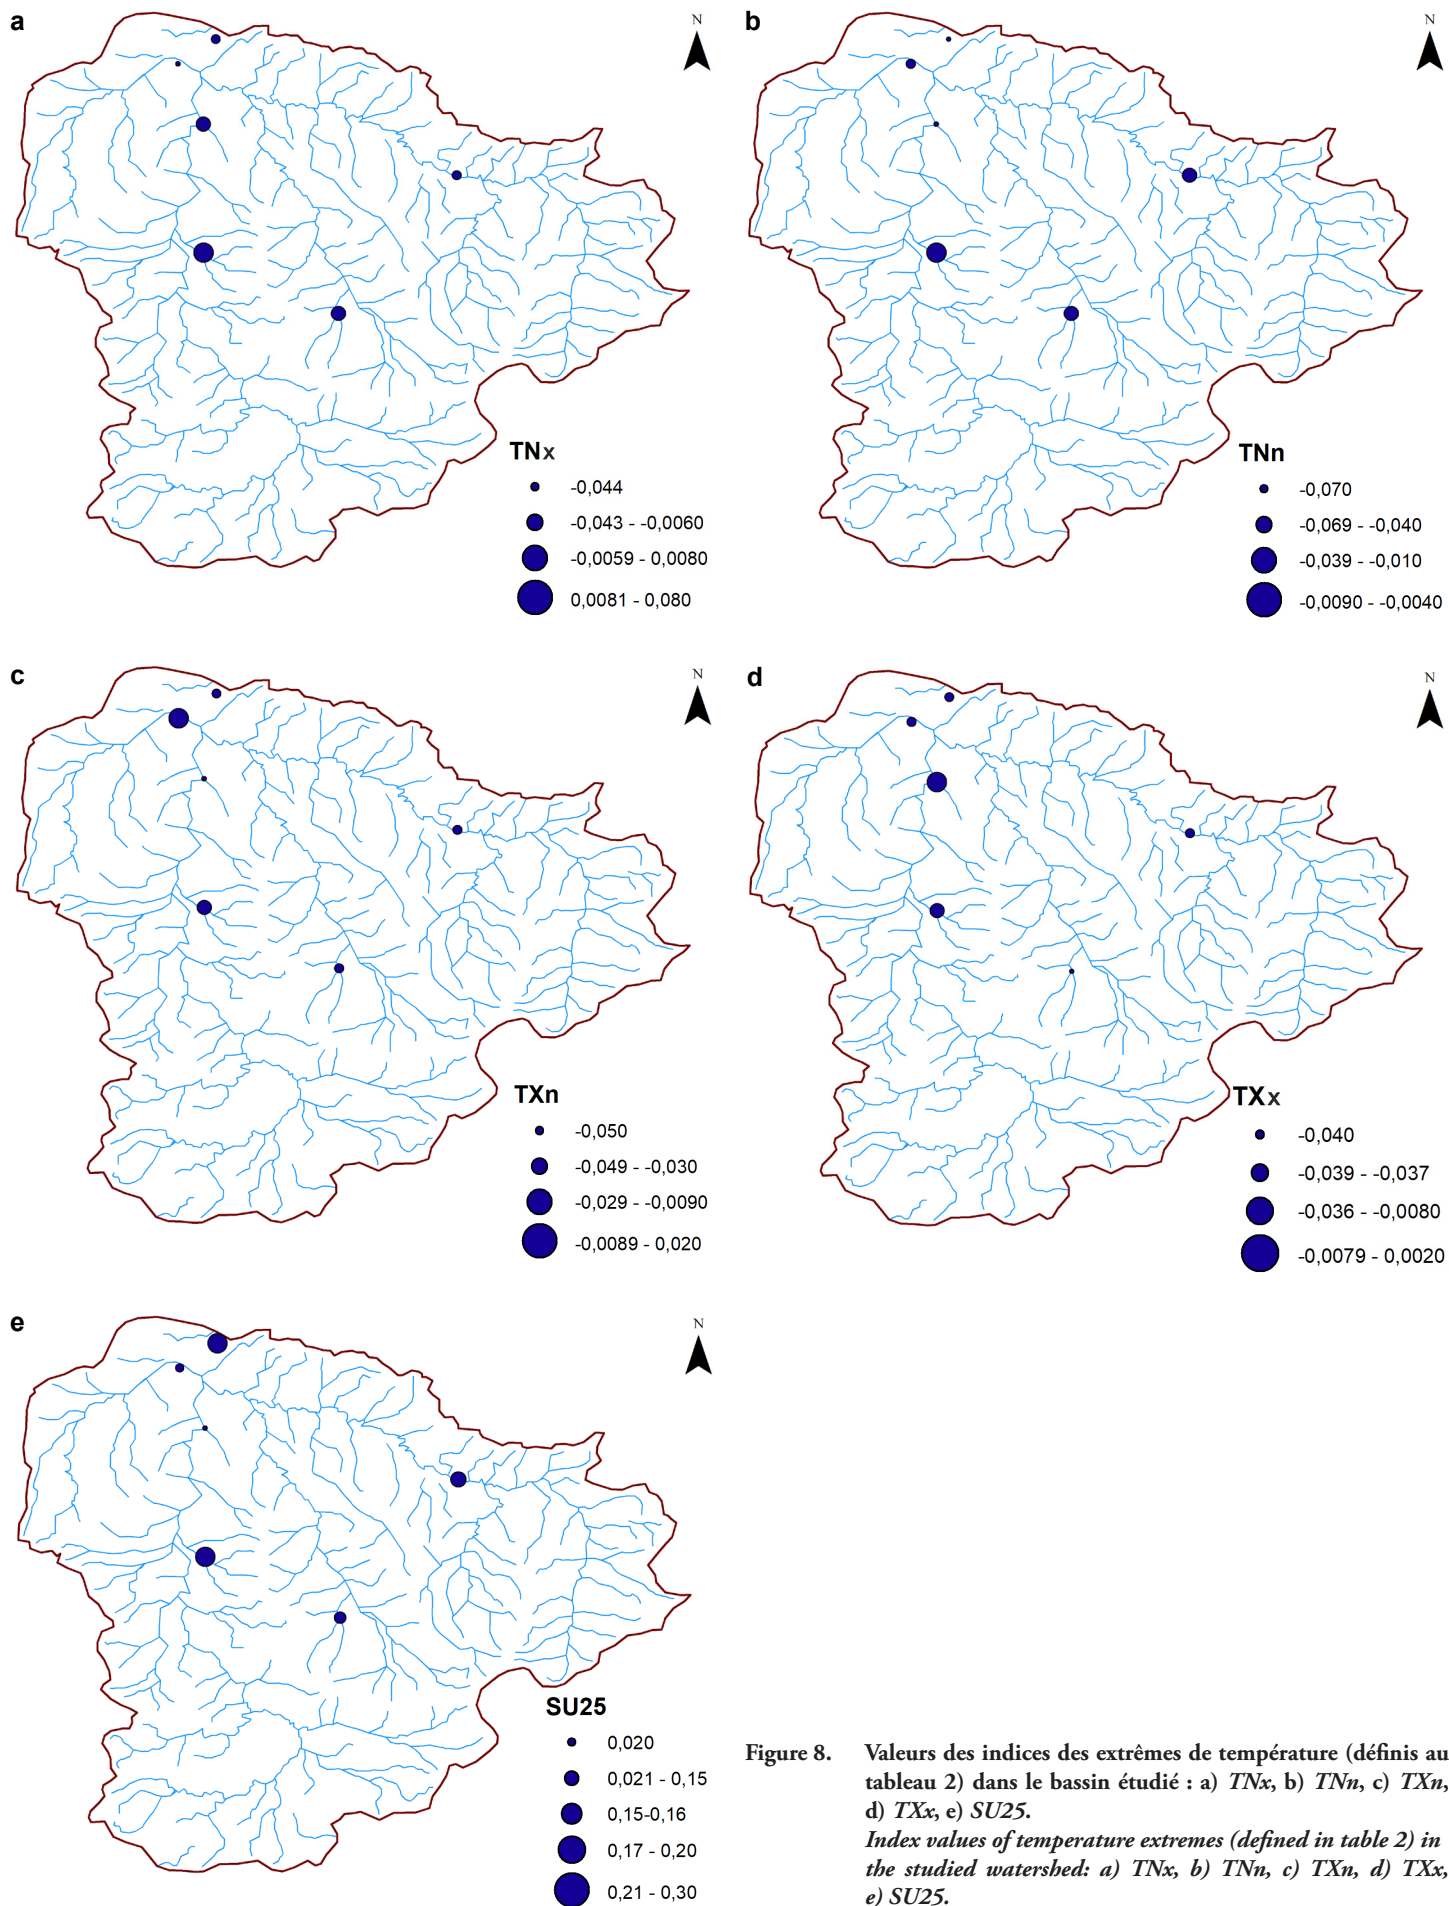 a
N
TNx
-0,044
-0,043 - -0,0060
-0,0059 - 0,0080
0,0081 - 0,080
b
N
TNn
-0,070
-0,069 - -0,040
-0,039 - -0,010
-0,0090 - -0,0040
c
N
TXn
-0,050
-0,049 - -0,030
-0,029 - -0,0090
-0,0089 - 0,020
d
N
TXx
-0,040
-0,039 - -0,037
-0,036 - -0,0080
-0,0079 - 0,0020
e
N
SU25
0,020
0,021 - 0,15
0,15-0,16
0,17 - 0,20
0,21 - 0,30
Figure 8. Valeurs des indices des extrêmes de température (définis au
tableau 2) dans le bassin étudié : a) TNx, b) TNn, c) TXn,
d) TXx, e) SU25.
Index values of temperature extremes (defined in table 2) in
the studied watershed: a) TNx, b) TNn, c) TXn, d) TXx,
e) SU25.